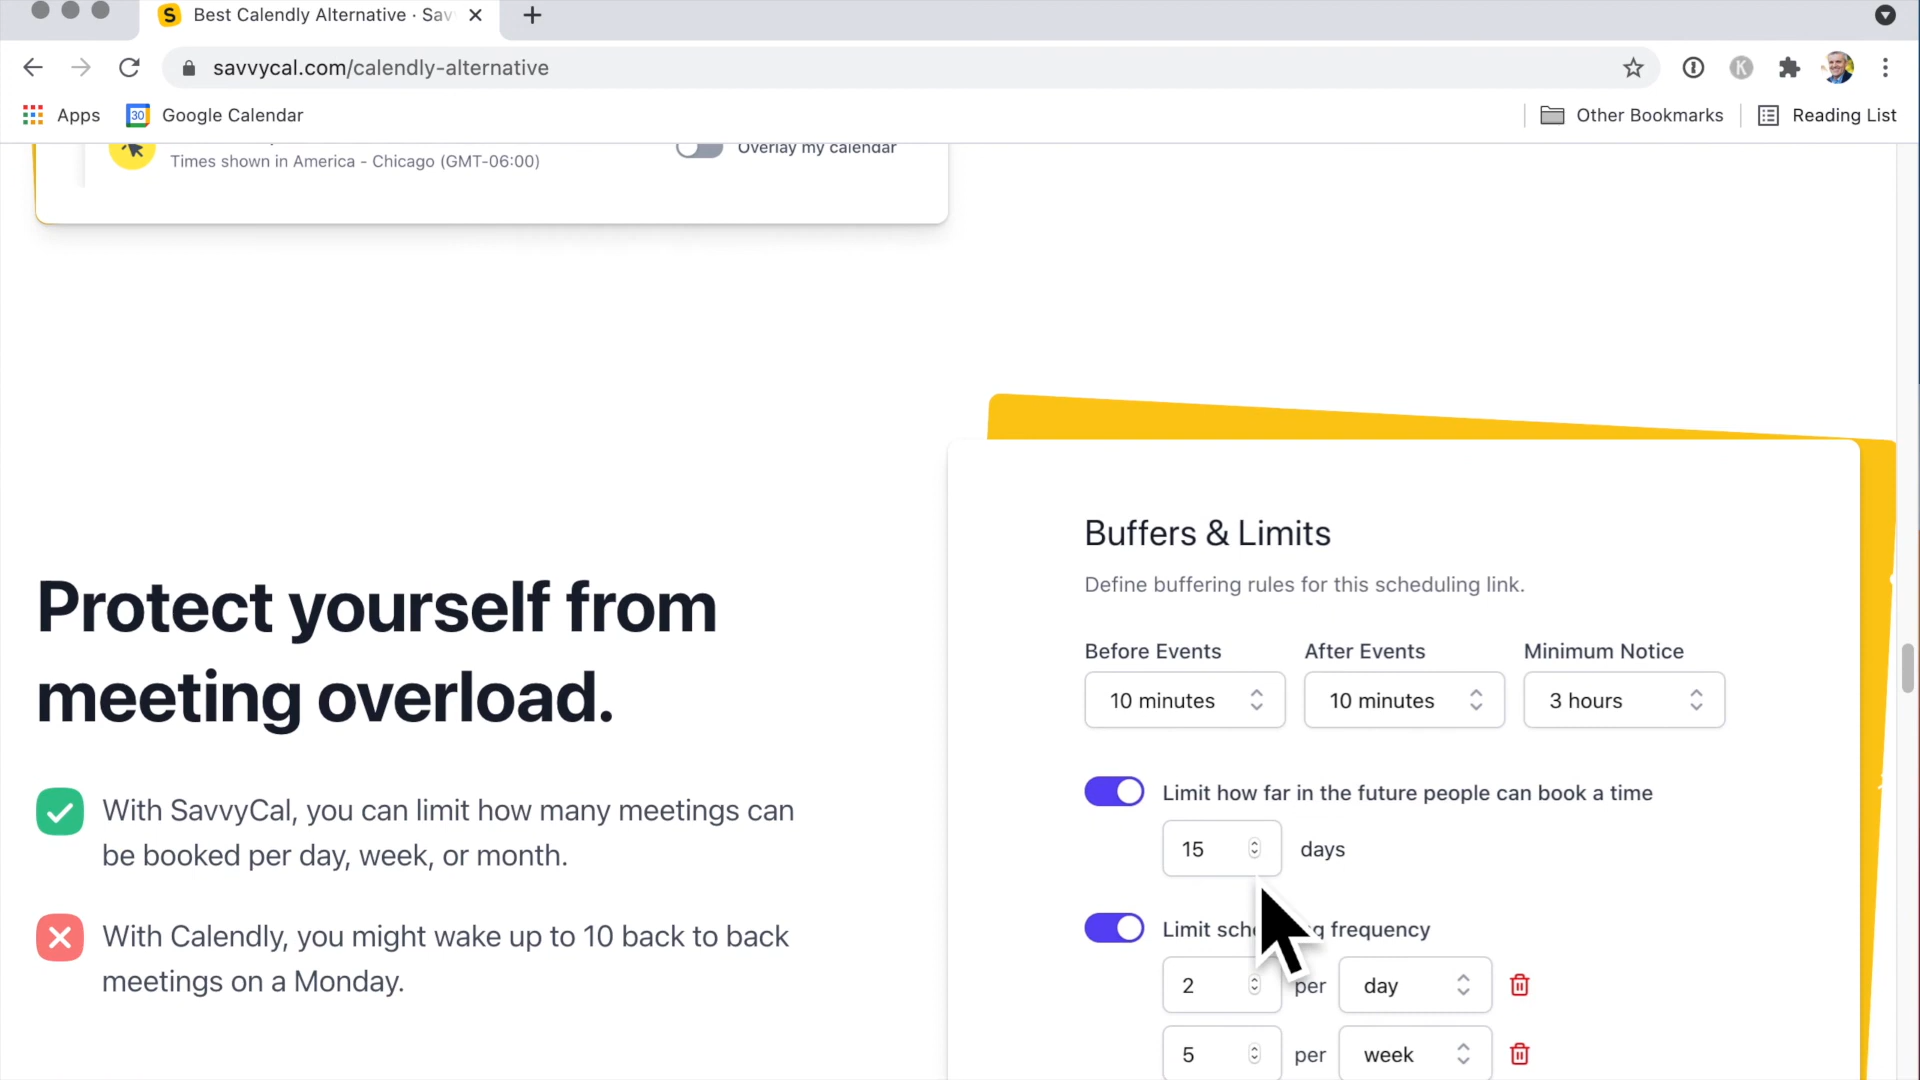 Best Calendly Alternative · Sav
savvycal.com/calendly-alternative
Apps
Google Calendar
Other Bookmarks
Reading List
Times shown in America - Chicago (GMT-06:00)
Overlay my calendar
Protect yourself from
meeting overload.
With SavvyCal, you can limit how many meetings can
be booked per day, week, or month.
With Calendly, you might wake up to 10 back to back
meetings on a Monday.
Buffers & Limits
Define buffering rules for this scheduling link.
Before Events After Events Minimum Notice
10 minutes 10 minutes 3 hours
Limit how far in the future people can book a time
15 days
Limit sch g frequency
2 per day
5 per week